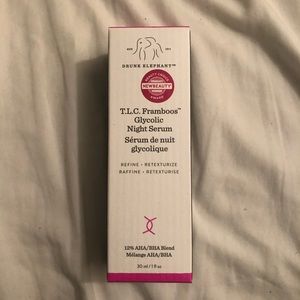 DRUNK ELEPHANT™
NEWBEAUTY
T.L.C. Framboos™
Glycolic
Night Serum
Sérum de nuit
glycolique
REFINE • RETEXTURIZE
RAFFINE • RETEXTURISE
12% AHA/BHA Blend
Mélange AHA/BHA
30 ml / 1 fl oz